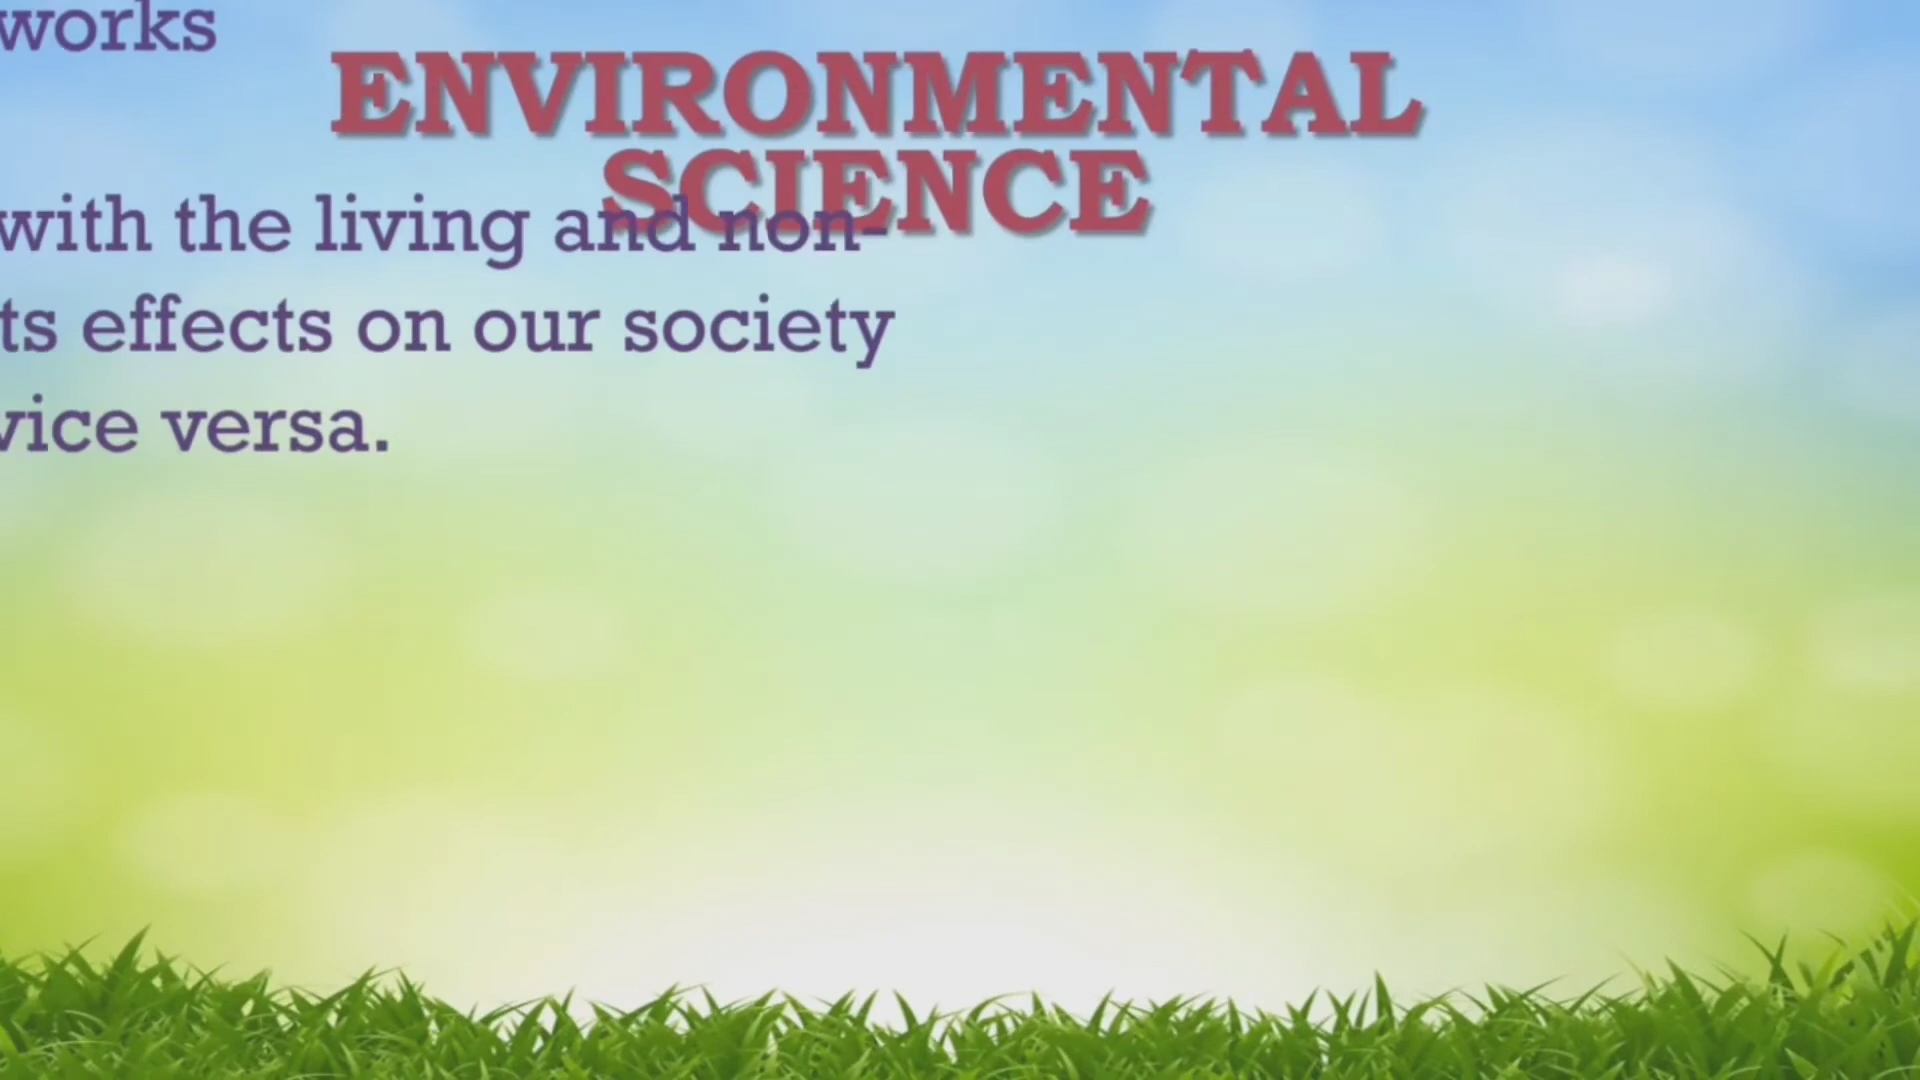 works
ENVIRONMENTAL
SCIENCE
with the living and non-
ts effects on our society
vice versa.